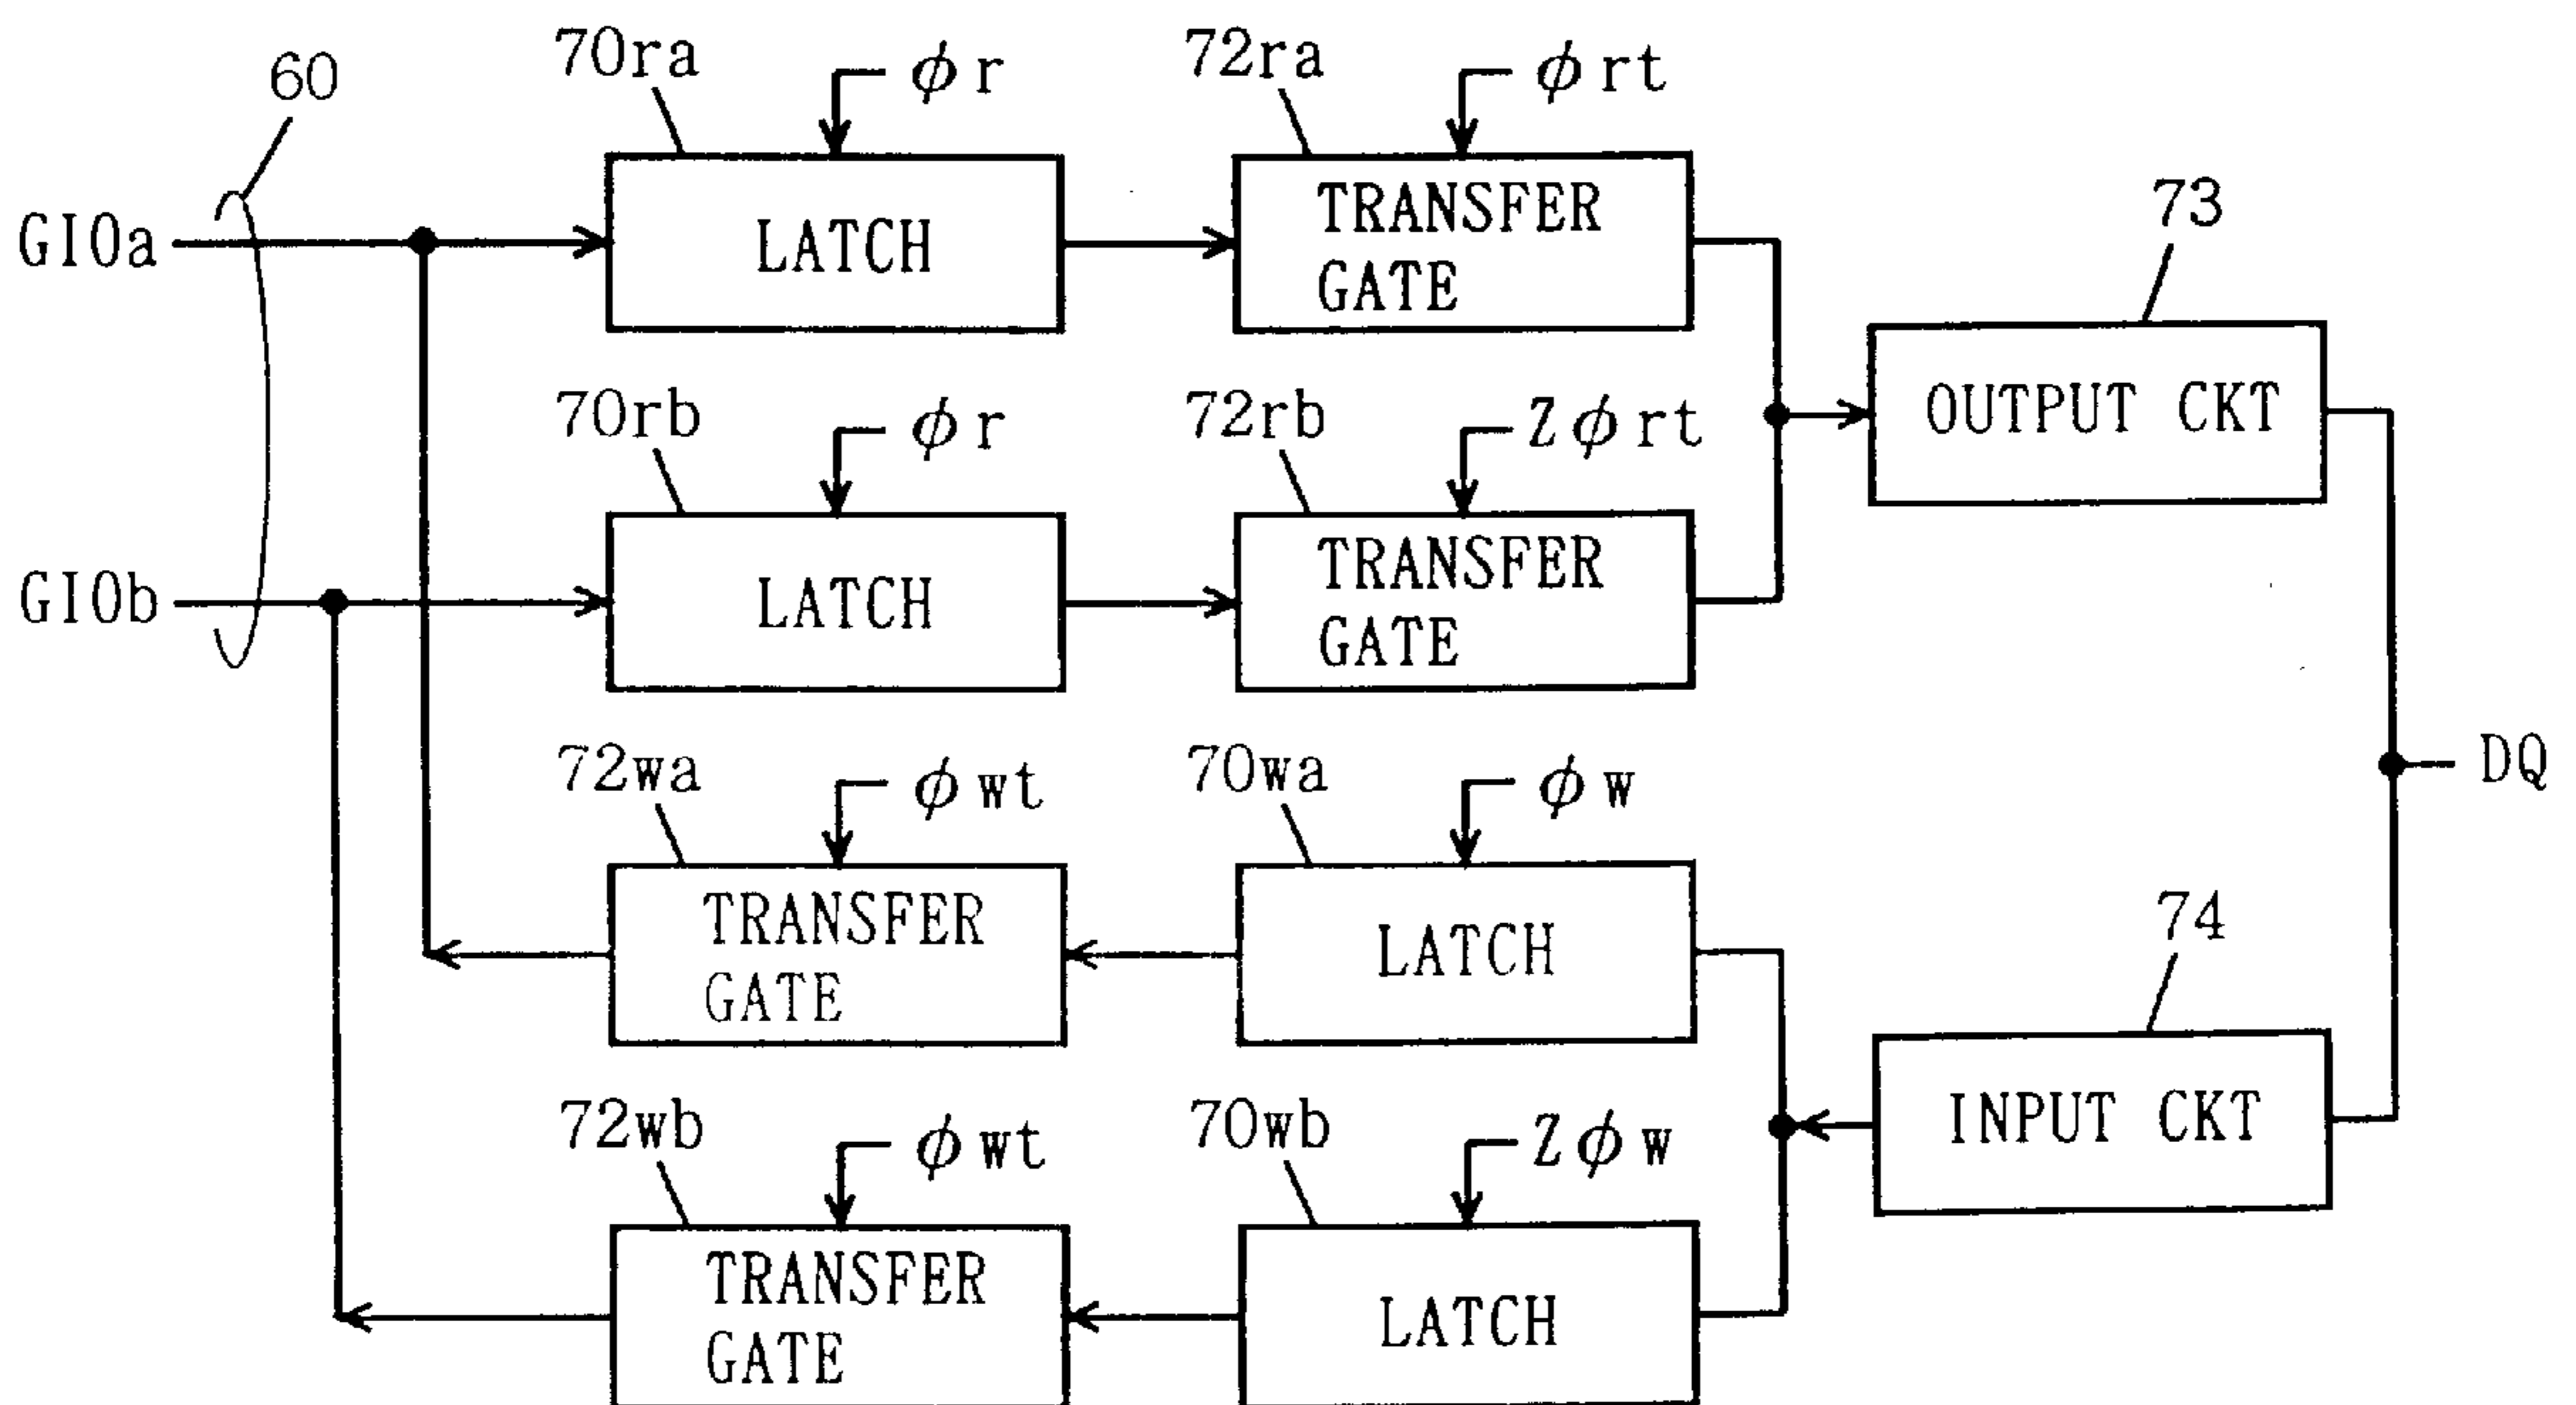 60
70ra
ϕr
72ra
ϕrt
GIOa
LATCH
TRANSFER
GATE
73
OUTPUT CKT
70rb
ϕr
72rb
Zϕrt
GIOb
LATCH
TRANSFER
GATE
DQ
72wa
ϕwt
70wa
ϕw
TRANSFER
GATE
LATCH
74
INPUT CKT
72wb
ϕwt
70wb
Zϕw
TRANSFER
GATE
LATCH